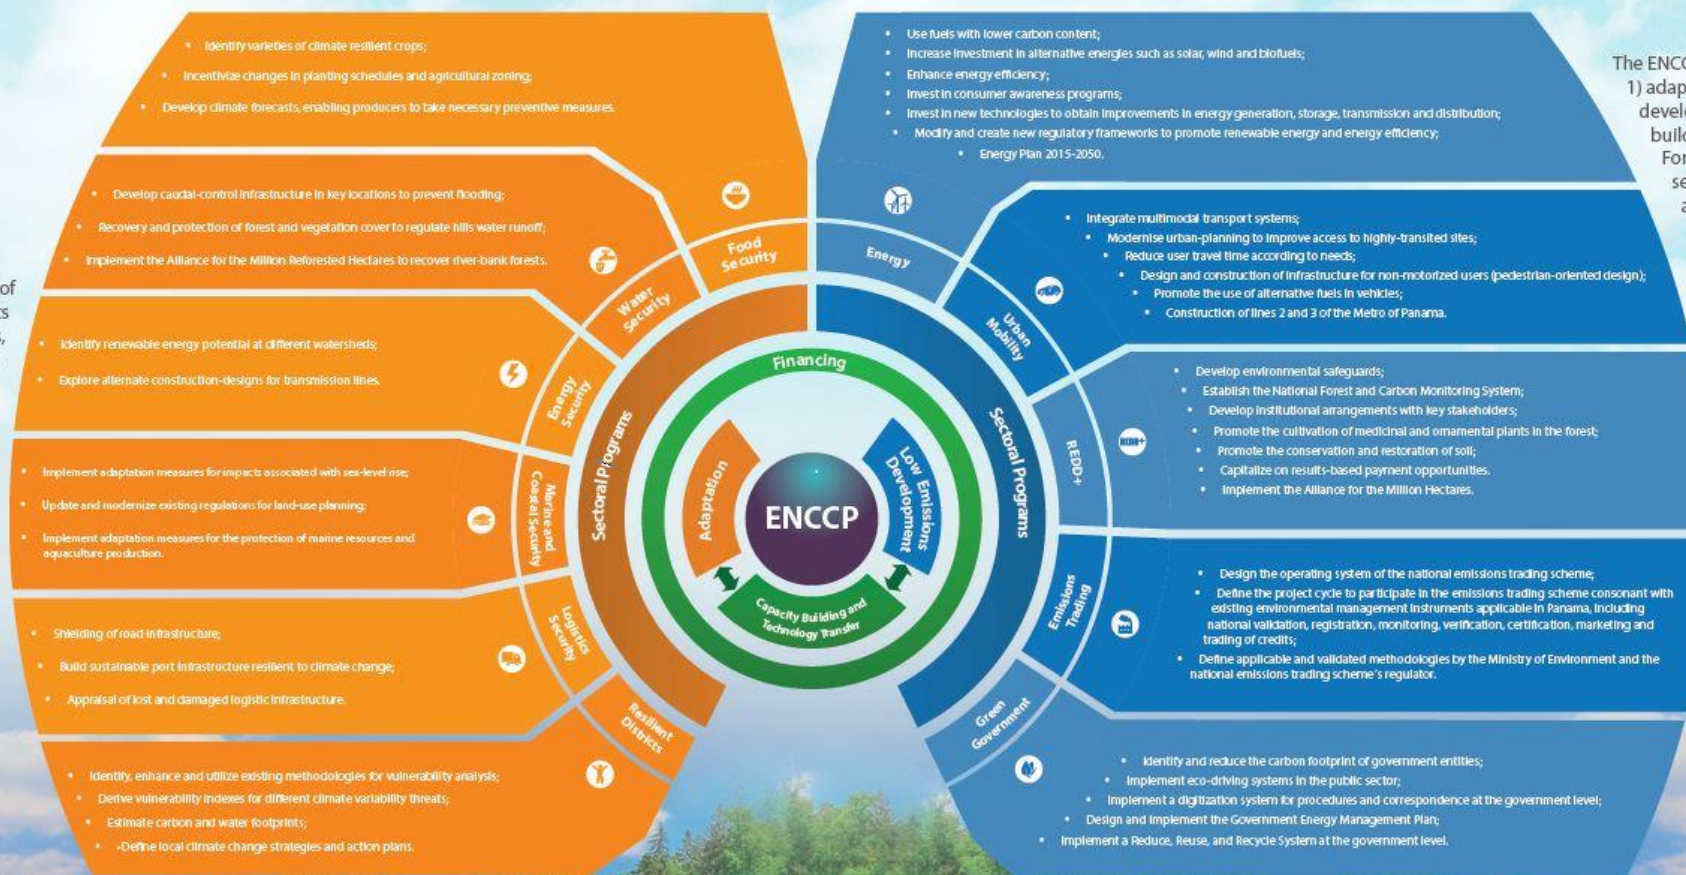 • Identify varieties of climate resilient crops;
• Incentivize changes in planting schedules and agricultural zoning;
• Develop climate forecasts, enabling producers to take necessary preventive measures.
Food
Security
• Develop caudal-control infrastructure in key locations to prevent flooding;
• Recovery and protection of forest and vegetation cover to regulate hills water runoff;
• Implement the Alliance for the Million Reforested Hectares to recover river-bank forests.
Water
Security
• Identify renewable energy potential at different watersheds;
• Explore alternate construction-designs for transmission lines.
Energy
Security
• Implement adaptation measures for impacts associated with sea-level rise;
• Update and modernize existing regulations for land-use planning;
• Implement adaptation measures for the protection of marine resources and
aquaculture production.
Marine and
Coastal Security
• Shielding of road infrastructure;
• Build sustainable port infrastructure resilient to climate change;
• Appraisal of lost and damaged logistic infrastructure.
Logistics
Security
• Identify, enhance and utilize existing methodologies for vulnerability analysis;
• Derive vulnerability indexes for different climate variability threats;
• Estimate carbon and water footprints;
• -Define local climate change strategies and action plans.
Resilient
Districts
Sectoral Programs
Financing
Adaptation
ENCCP
Low Emissions
Development
Capacity Building and
Technology Transfer
Sectoral Programs
• Use fuels with lower carbon content;
• Increase investment in alternative energies such as solar, wind and biofuels;
• Enhance energy efficiency;
• Invest in consumer awareness programs;
• Invest in new technologies to obtain improvements in energy generation, storage, transmission and distribution;
• Modify and create new regulatory frameworks to promote renewable energy and energy efficiency;
• Energy Plan 2015-2050.
Energy
• Integrate multimodal transport systems;
• Modernise urban-planning to improve access to highly-transited sites;
• Reduce user travel time according to needs;
• Design and construction of infrastructure for non-motorized users (pedestrian-oriented design);
• Promote the use of alternative fuels in vehicles;
• Construction of lines 2 and 3 of the Metro of Panama.
Urban
Mobility
• Develop environmental safeguards;
• Establish the National Forest and Carbon Monitoring System;
• Develop institutional arrangements with key stakeholders;
• Promote the cultivation of medicinal and ornamental plants in the forest;
• Promote the conservation and restoration of soil;
• Capitalize on results-based payment opportunities.
• Implement the Alliance for the Million Hectares.
REDD+
REDD+
• Design the operating system of the national emissions trading scheme;
• Define the project cycle to participate in the emissions trading scheme consonant with
existing environmental management instruments applicable in Panama, including
national validation, registration, monitoring, verification, certification, marketing and
trading of credits;
• Define applicable and validated methodologies by the Ministry of Environment and the
national emissions trading scheme's regulator.
Emissions
Trading
• Identify and reduce the carbon footprint of government entities;
• Implement eco-driving systems in the public sector;
• Implement a digitization system for procedures and correspondence at the government level;
• Design and implement the Government Energy Management Plan;
• Implement a Reduce, Reuse, and Recycle System at the government level.
Green
Government
of
The ENCC
1) adap
devel
build
For
se
a